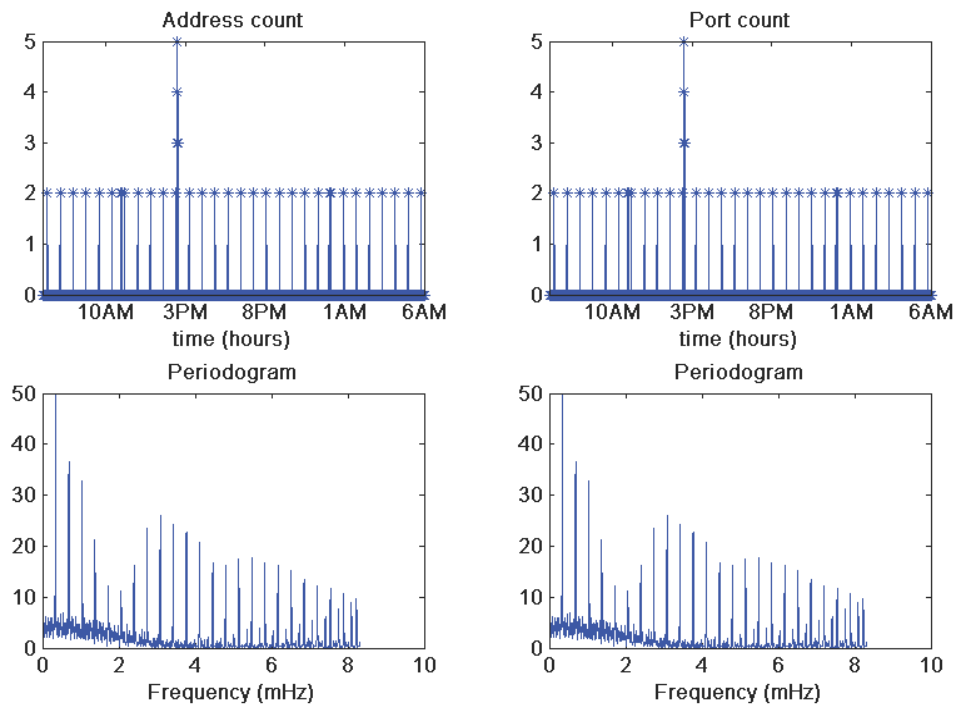 Address count
5
4
3
2
1
0
10AM 3PM 8PM 1AM 6AM
time (hours)
Port count
5
4
3
2
1
0
10AM 3PM 8PM 1AM 6AM
time (hours)
Periodogram
50
40
30
20
10
0
0 2 4 6 8 10
Frequency (mHz)
Periodogram
50
40
30
20
10
0
0 2 4 6 8 10
Frequency (mHz)